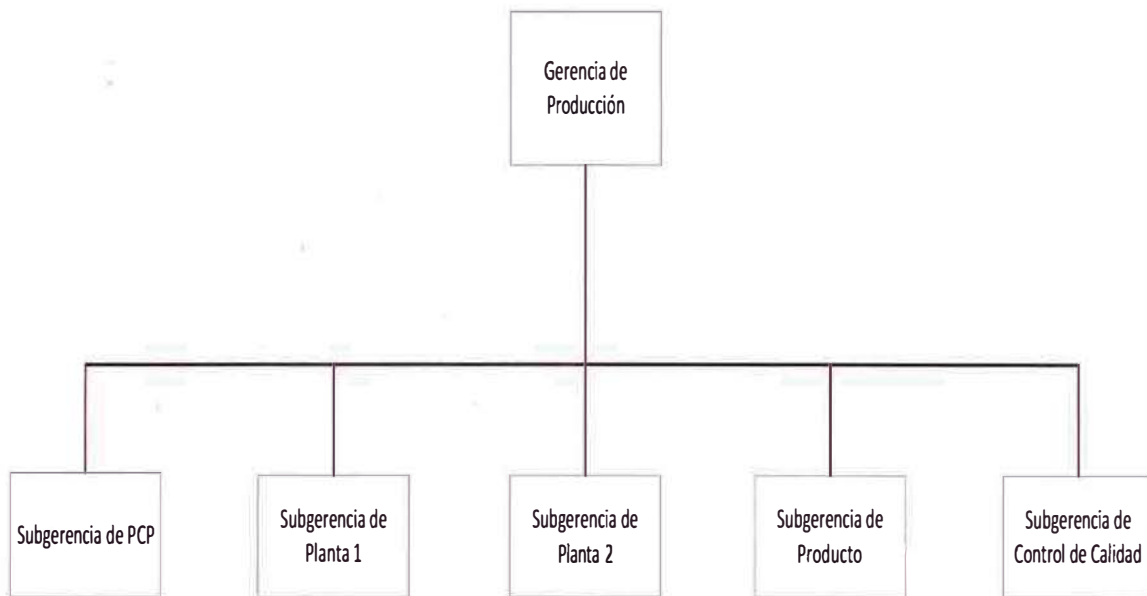 Gerencia de
Producción
Subgerencia de PCP
Subgerencia de
Planta 1
Subgerencia de
Planta 2
Subgerencia de
Producto
Subgerencia de
Control de Calidad